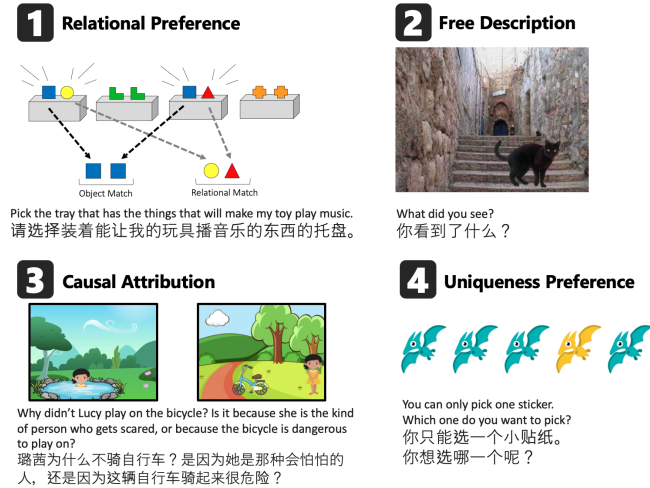 1 Relational Preference
Object Match
Relational Match
Pick the tray that has the things that will make my toy play music.
请选择装着能让我的玩具播音乐的东西的托盘。
2 Free Description
What did you see?
你看到了什么？
3 Causal Attribution
Why didn’t Lucy play on the bicycle? Is it because she is the kind
of person who gets scared, or because the bicycle is dangerous
to play on?
璐茜为什么不骑自行车？是因为她是那种会怕怕的
人，还是因为这辆自行车骑起来很危险？
4 Uniqueness Preference
You can only pick one sticker.
Which one do you want to pick?
你只能选一个小贴纸。
你想选哪一个呢？